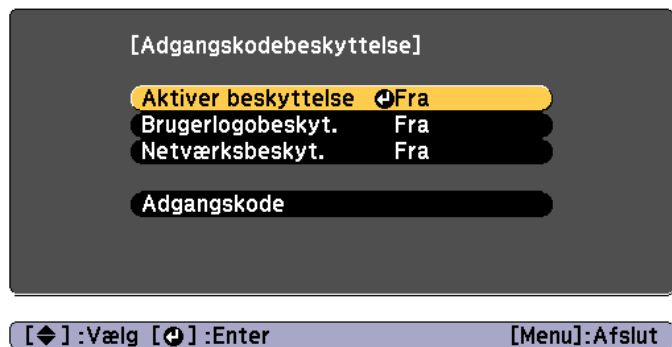 [Adgangskodebeskyttelse]
Aktiver beskyttelse Fra
Brugerlogobeskyt. Fra
Netværksbeskyt. Fra
Adgangskode
[◆] :Vælg [⏎] :Enter [Menu]:Afslut